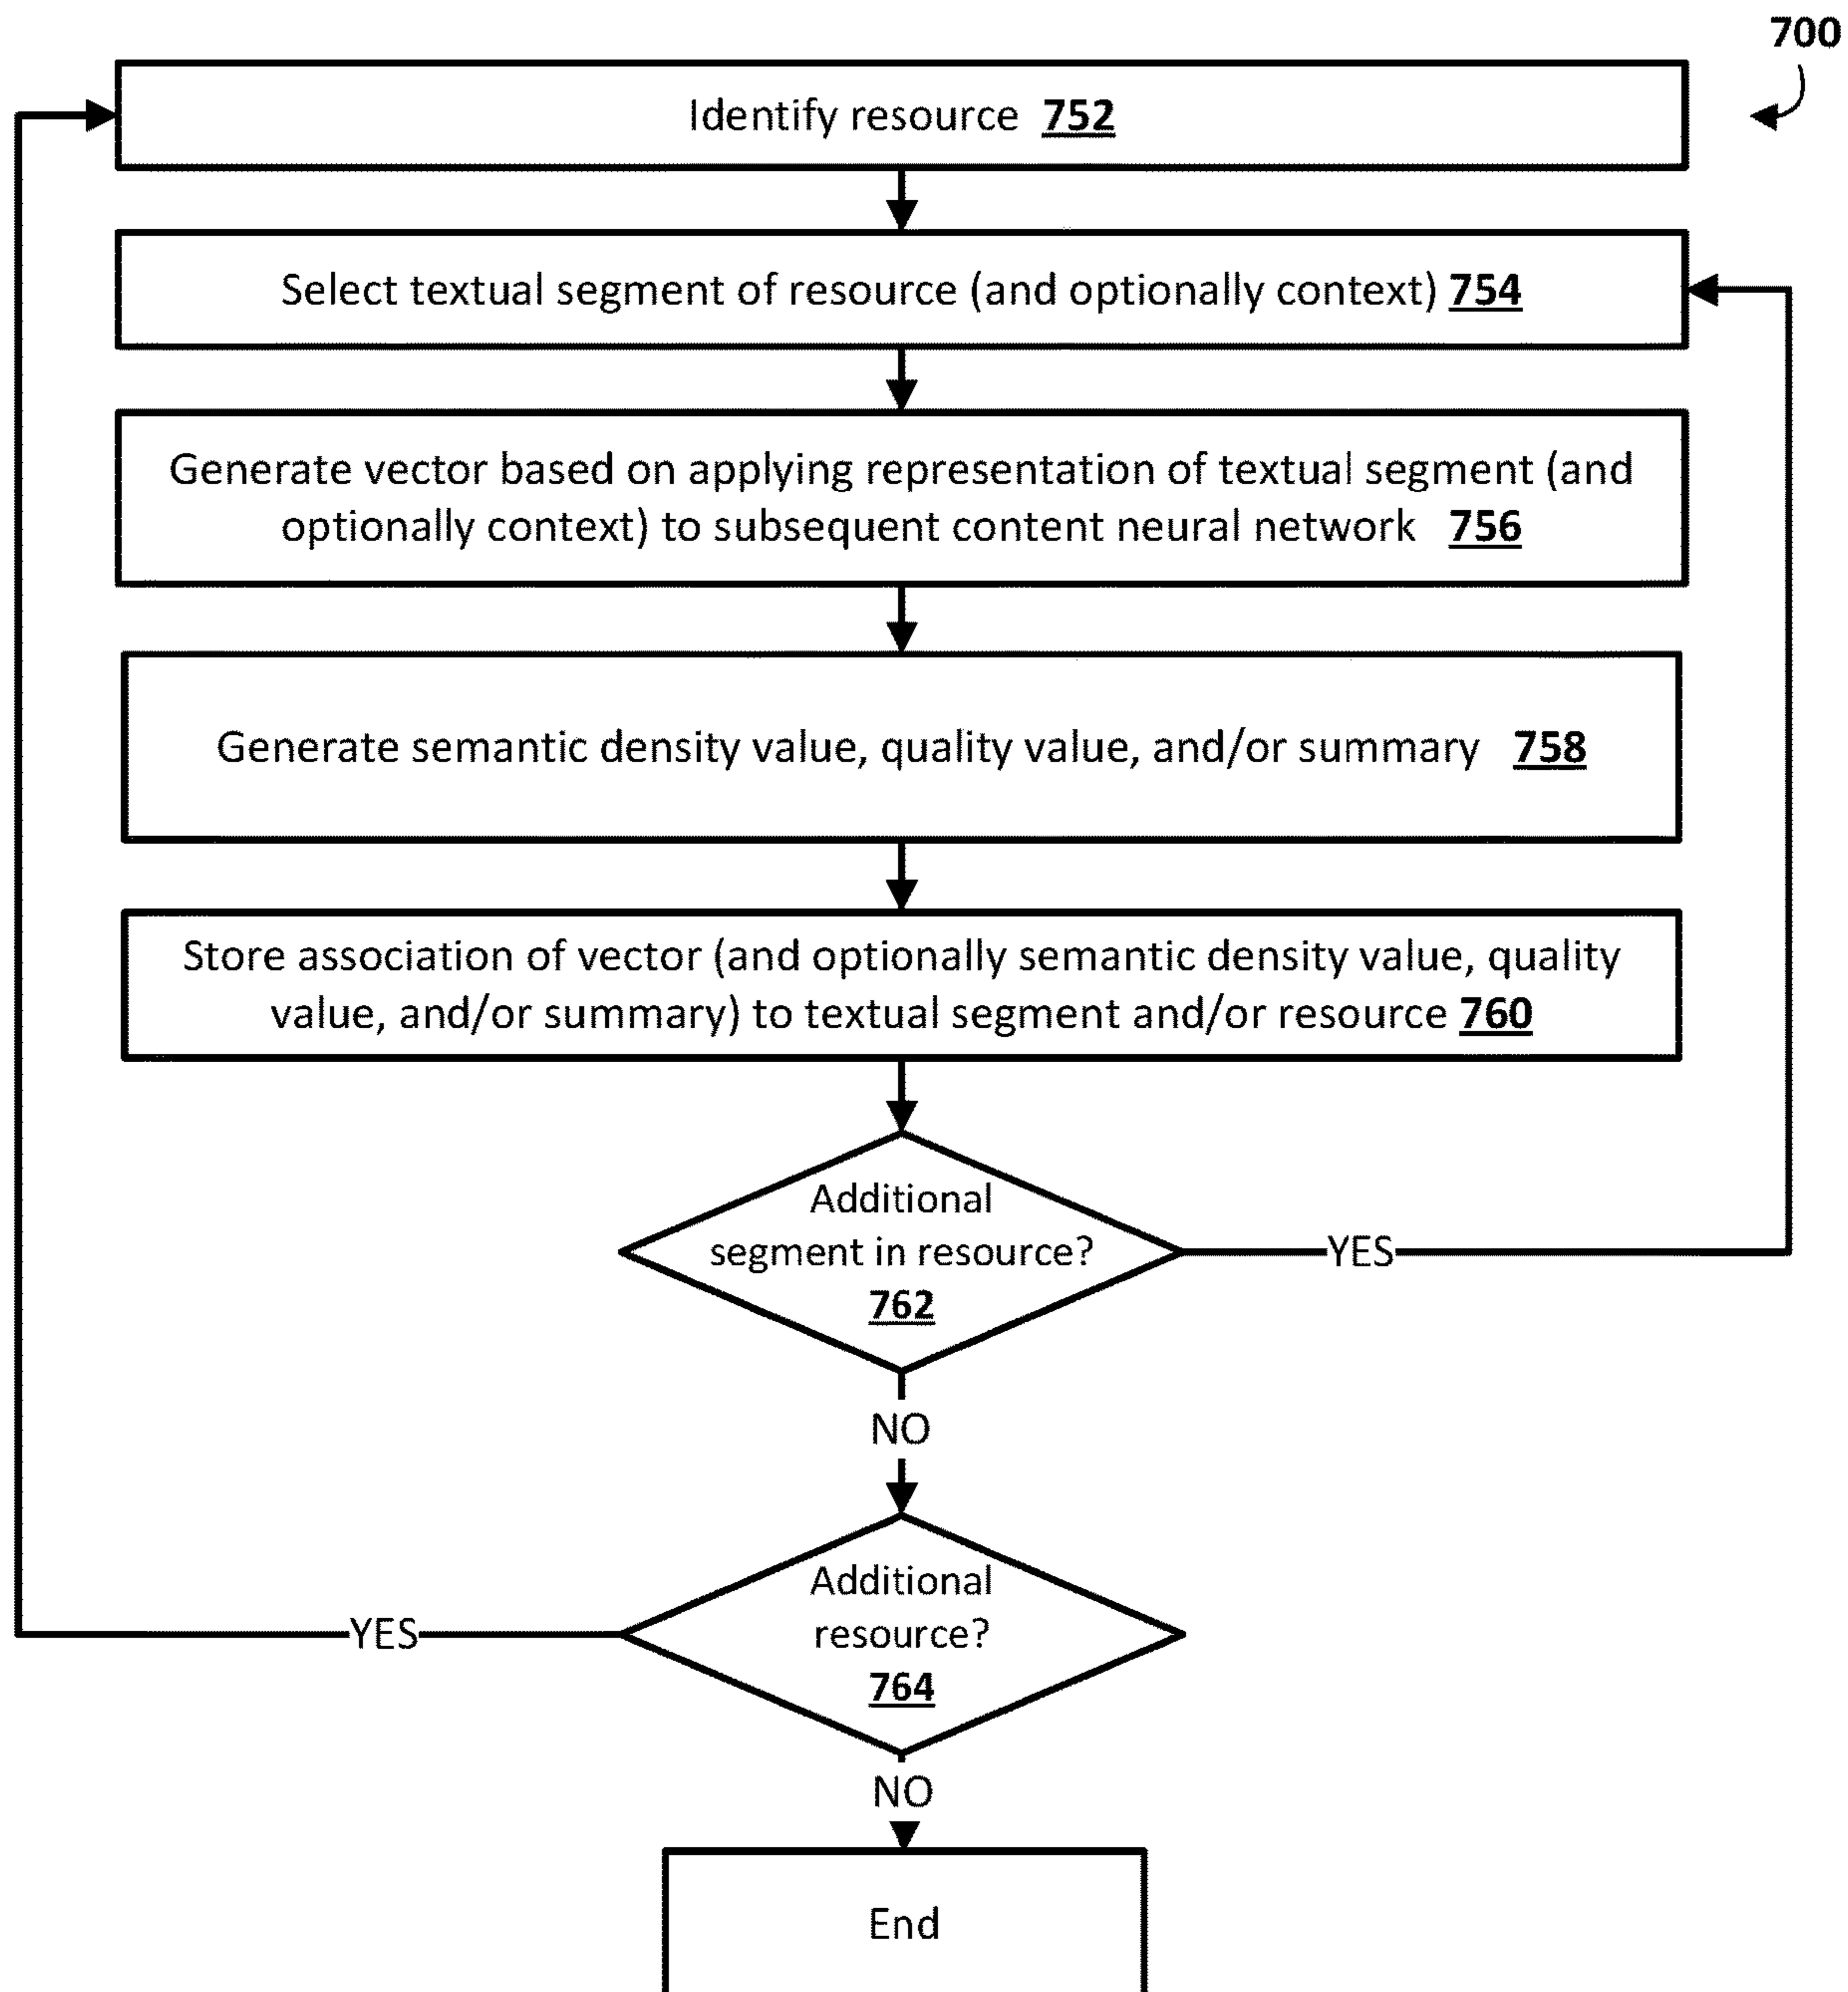 700
Identify resource 752
Select textual segment of resource (and optionally context) 754
Generate vector based on applying representation of textual segment (and
optionally context) to subsequent content neural network 756
Generate semantic density value, quality value, and/or summary 758
Store association of vector (and optionally semantic density value, quality
value, and/or summary) to textual segment and/or resource 760
Additional
segment in resource?
762
YES
NO
Additional
resource?
764
YES
NO
End